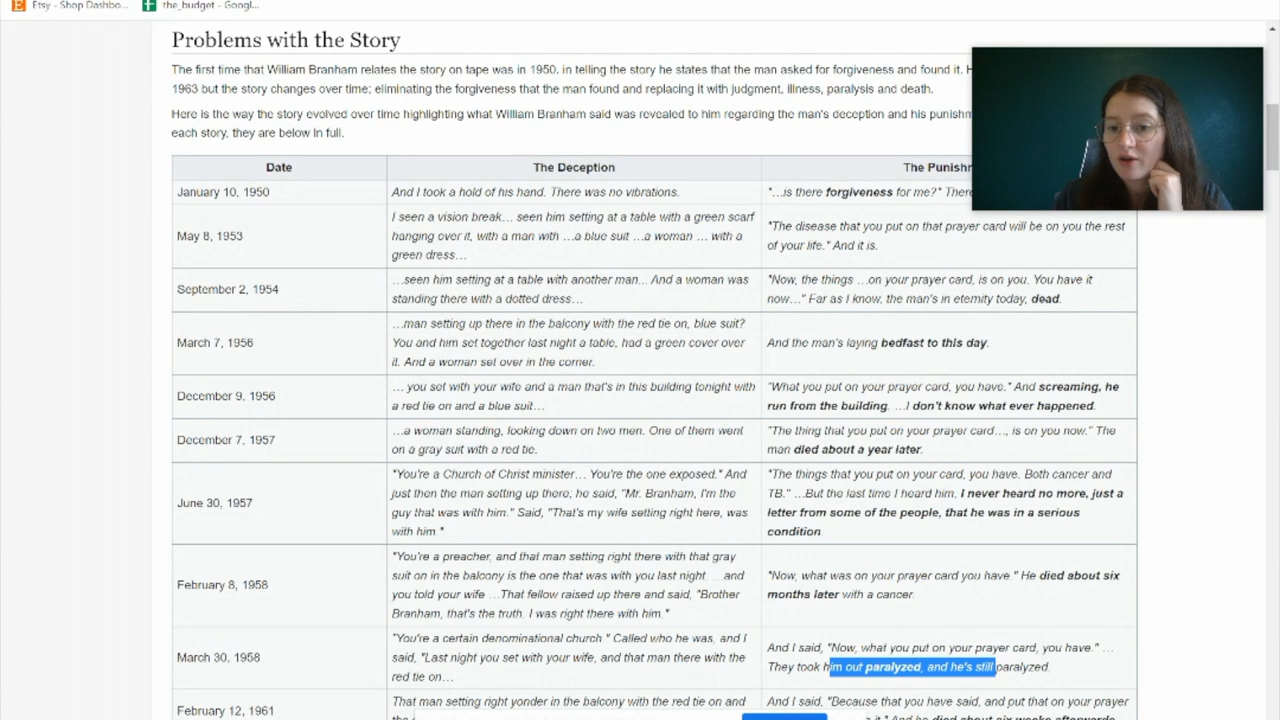 Etsy - Shop Dashbo...
the_budget - Googl...
Problems with the Story
The first time that William Branham relates the story on tape was in 1950. in telling the story he states that the man asked for forgiveness and found it.
1963 but the story changes over time; eliminating the forgiveness that the man found and replacing it with judgment, illness, paralysis and death.
Here is the way the story evolved over time highlighting what William Branham said was revealed to him regarding the man's deception and his
each story, they are below in full.
Date
The Deception
The
January 10, 1950
And I took a hold of his hand. There was no vibrations.
"…is there forgiveness for me?"
May 8, 1953
I seen a vision break… seen him setting at a table with a green scarf
hanging over it, with a man with …a blue suit …a woman … with a
green dress…
"The disease that you put on that prayer card will be on you the rest
of your life." And it is.
September 2, 1954
…seen him setting at a table with another man... And a woman was
standing there with a dotted dress…
"Now, the things …on your prayer card, is on you. You have it
now…" Far as I know, the man's in eternity today, dead.
March 7, 1956
…man setting up there in the balcony with the red tie on, blue suit?
You and him set together last night a table, had a green cover over
it. And a woman set over in the corner.
And the man's laying bedfast to this day.
December 9, 1956
… you set with your wife and a man that's in this building tonight with
a red tie on and a blue suit…
"What you put on your prayer card, you have." And screaming, he
run from the building. …I don't know what ever happened.
December 7, 1957
…a woman standing, looking down on two men. One of them went
on a gray suit with a red tie.
"The thing that you put on your prayer card…, is on you now." The
man died about a year later.
June 30, 1957
"You're a Church of Christ minister… You're the one exposed." And
just then the man setting up there; he said, "Mr. Branham, I'm the
guy that was with him." Said, "That's my wife setting right here, was
with him."
"The things that you put on your card, you have. Both cancer and
TB." …But the last time I heard him, I never heard no more, just a
letter from some of the people, that he was in a serious
condition.
February 8, 1958
"You're a preacher, and that man setting right there with that gray
suit on in the balcony is the one that was with you last night. …and
you told your wife …That fellow raised up there and said, "Brother
Branham, that's the truth. I was right there with him."
"Now, what was on your prayer card you have." He died about six
months later with a cancer.
March 30, 1958
"You're a certain denominational church " Called who he was, and I
said, "Last night you set with your wife, and that man there with the
red tie on…
And I said, "Now, what you put on your prayer card, you have." …
They took him out paralyzed, and he's still paralyzed.
February 12, 1961
That man setting right yonder in the balcony with the red tie on and
And I said, "Because that you have said, and put that on your prayer
it." And he died about six weeks afterwards